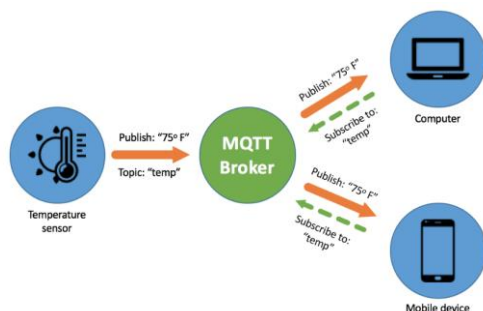 Publish: "75º F"
Topic: "temp"
Temperature
sensor
MQTT
Broker
Publish: "75º F"
Subscribe to:
"temp"
Computer
Publish: "75º F"
Subscribe to:
"temp"
Mobile device